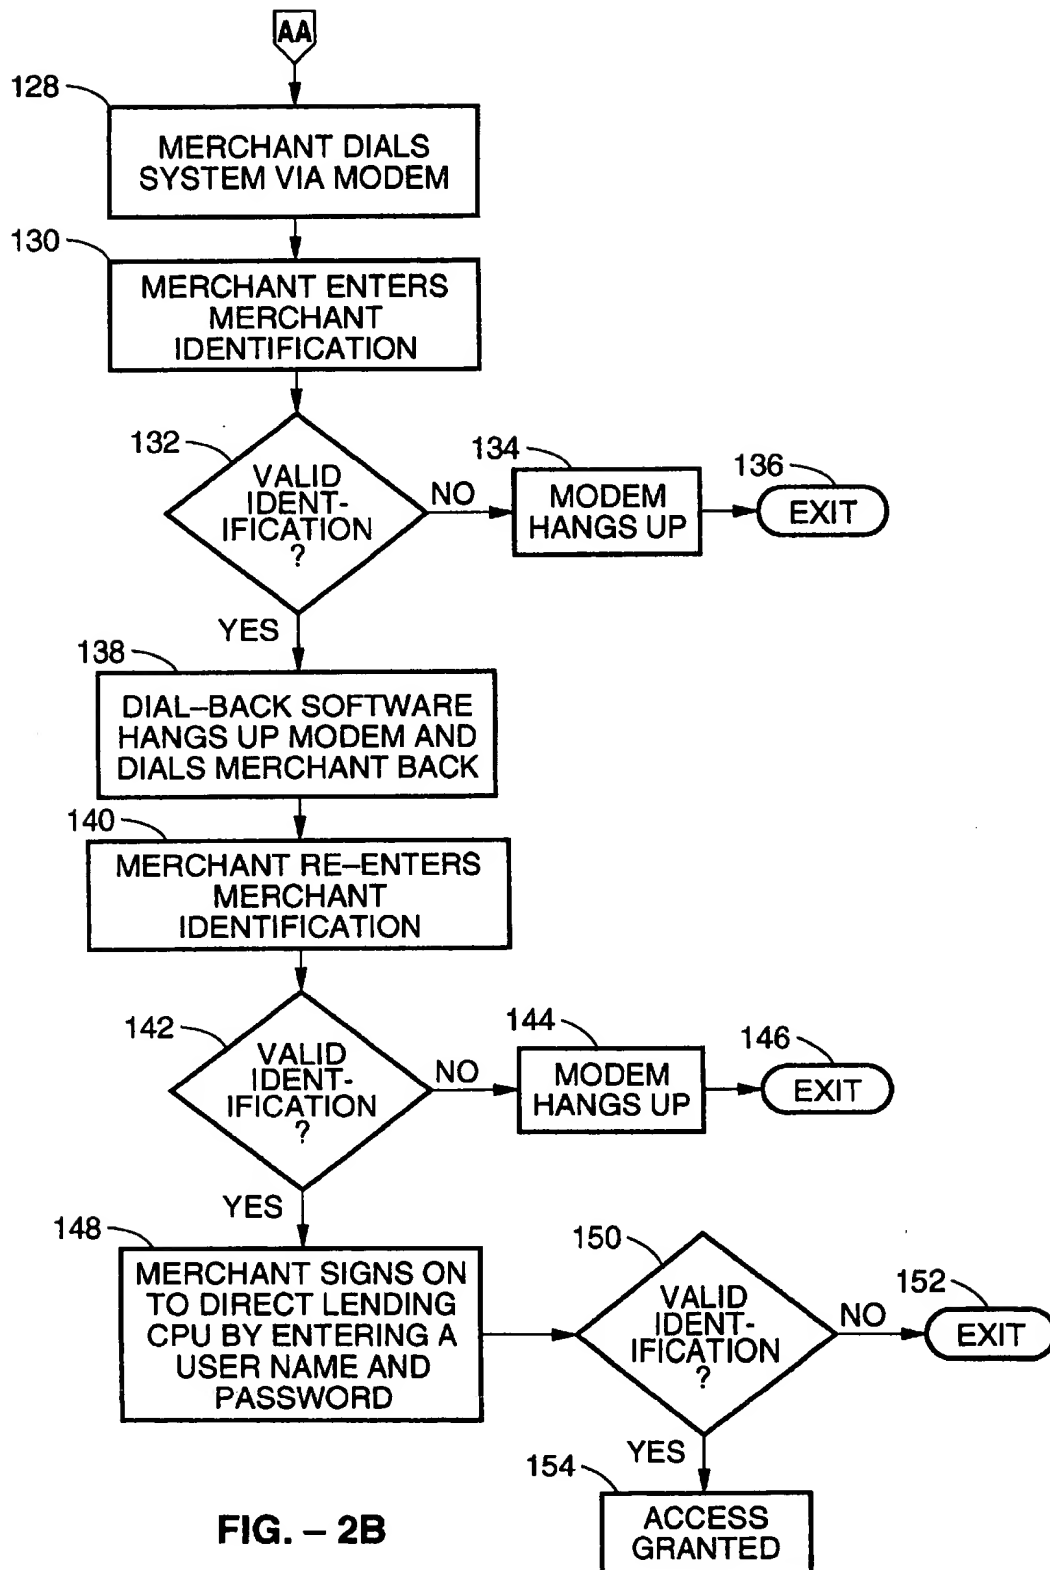 AA
128
MERCHANT DIALS
SYSTEM VIA MODEM
130
MERCHANT ENTERS
MERCHANT
IDENTIFICATION
132
VALID
IDENT-
IFICATION
?
NO
134
MODEM
HANGS UP
136
EXIT
YES
138
DIAL–BACK SOFTWARE
HANGS UP MODEM AND
DIALS MERCHANT BACK
140
MERCHANT RE–ENTERS
MERCHANT
IDENTIFICATION
142
VALID
IDENT-
IFICATION
?
NO
144
MODEM
HANGS UP
146
EXIT
YES
148
MERCHANT SIGNS ON
TO DIRECT LENDING
CPU BY ENTERING A
USER NAME AND
PASSWORD
150
VALID
IDENT-
IFICATION
?
NO
152
EXIT
YES
154
ACCESS
GRANTED
FIG. – 2B